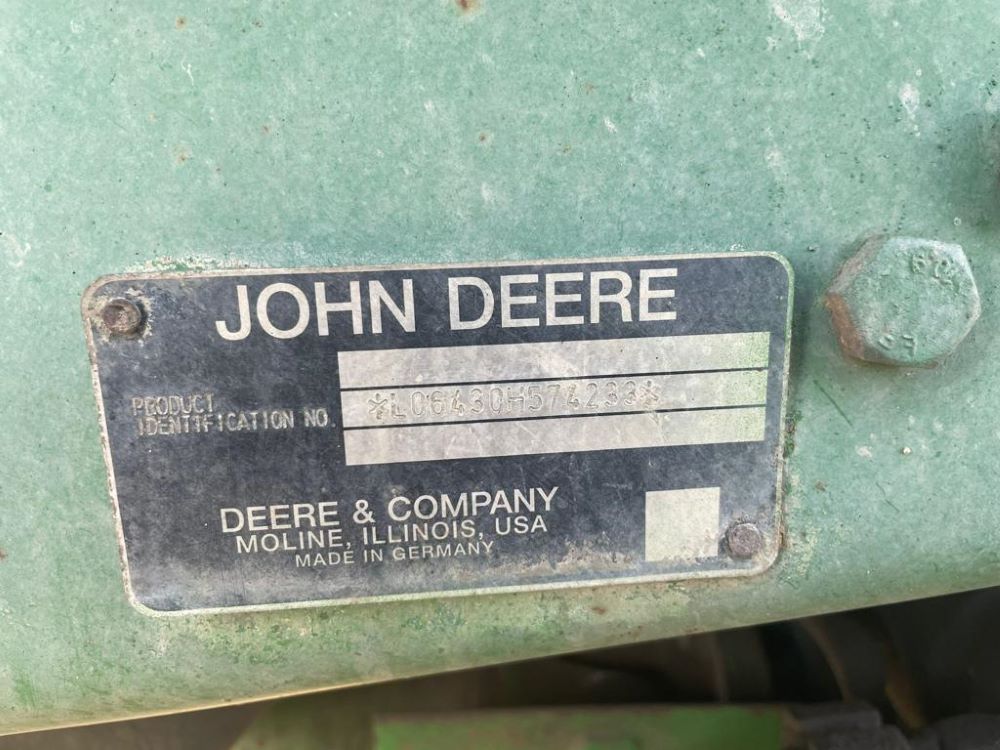 JOHN DEERE
PRODUCT
IDENTIFICATION NO.
*L06430H574233*
DEERE & COMPANY
MOLINE, ILLINOIS, USA
MADE IN GERMANY